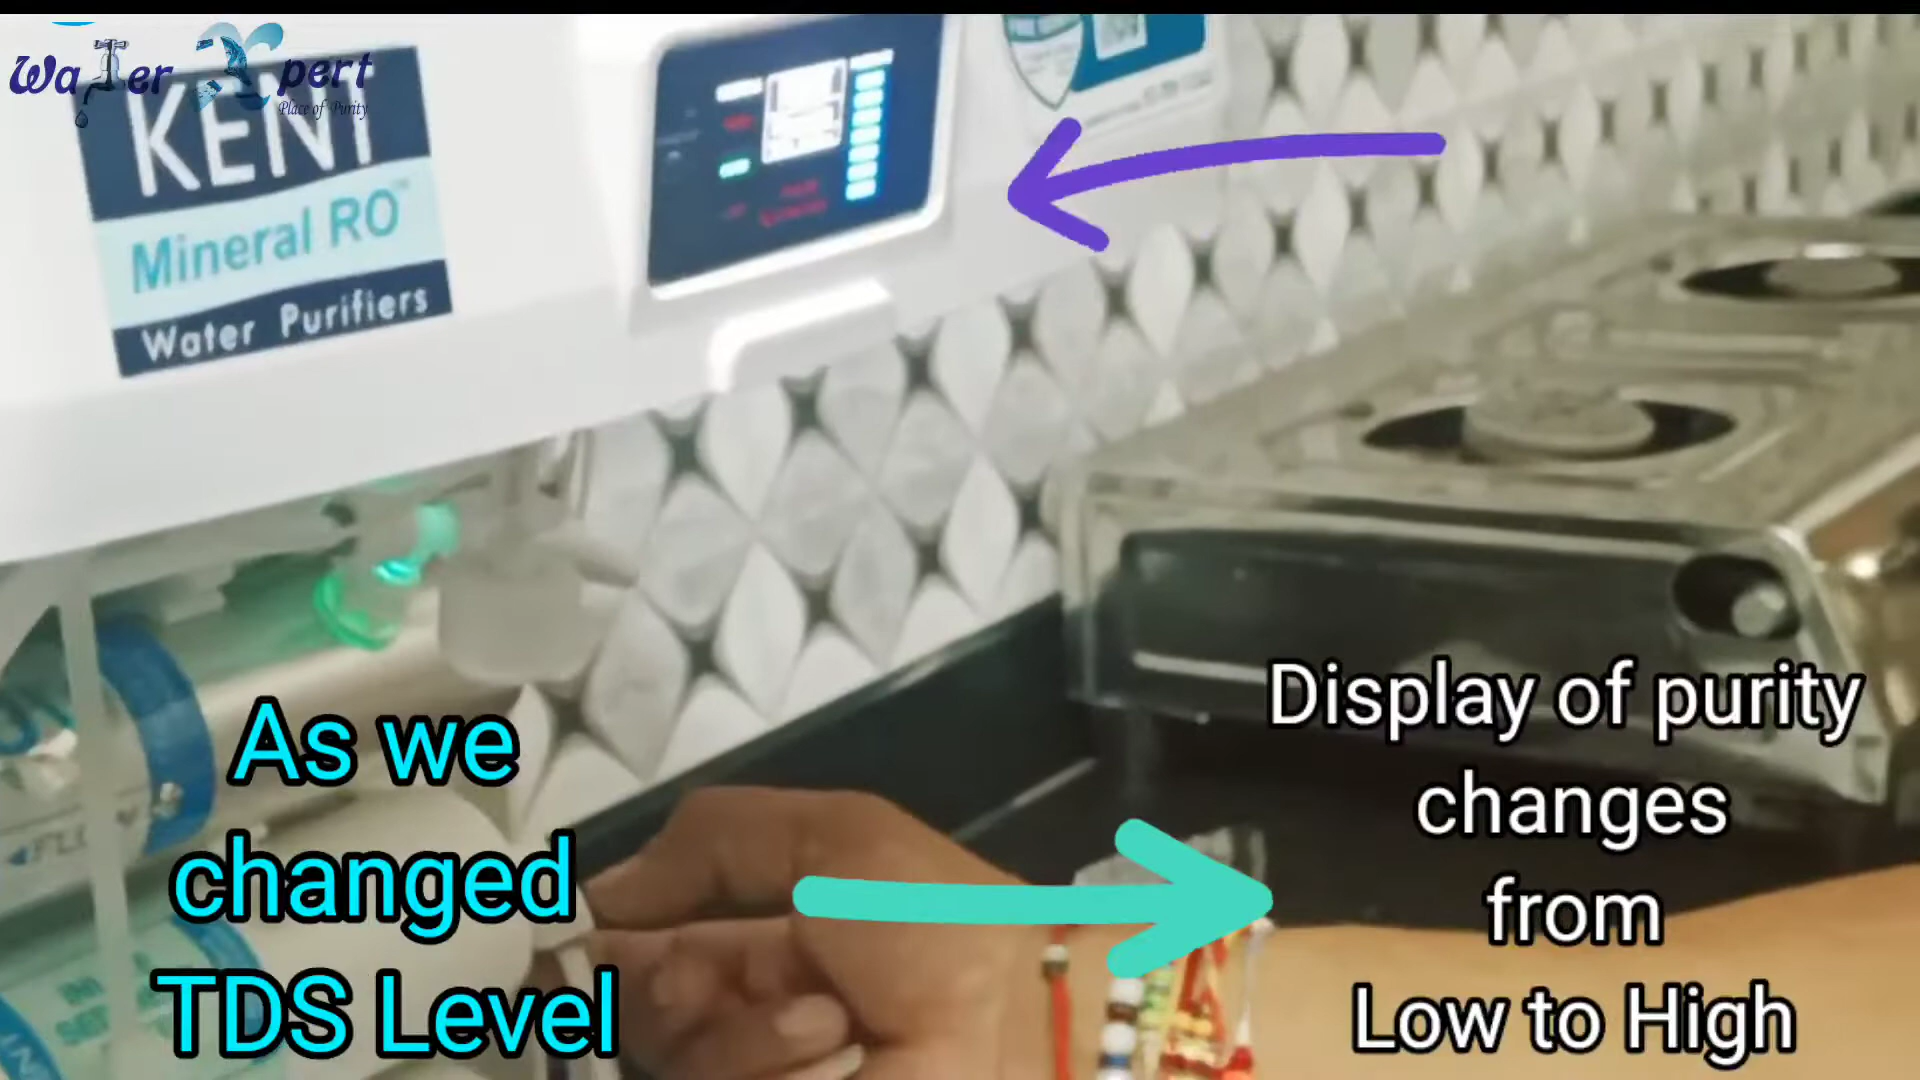 Water Xpert
Place of Purity
KENT
Mineral RO™
Water Purifiers
As we
changed
TDS Level
Display of purity
changes
from
Low to High